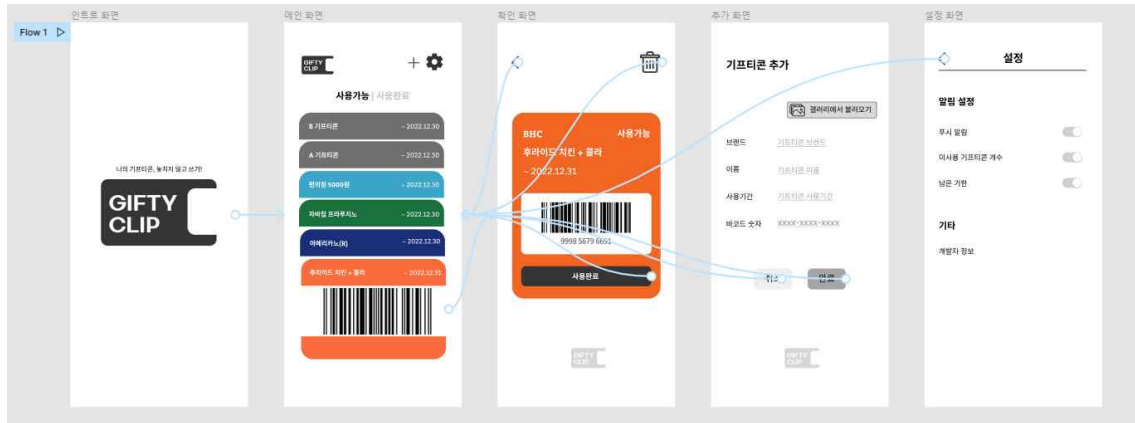 Flow 1
인트로 화면
나의 기프티콘, 놓치지 않고 쓰기!
GIFTY
CLIP
메인 화면
GIFTY
CLIP
사용가능 | 사용완료
B 기프티콘 ~ 2022.12.30
A 기프티콘 ~ 2022.12.30
편의점 5000원 ~ 2022.12.30
자바칩 프라푸치노 ~ 2022.12.30
아메리카노(R) ~ 2022.12.30
후라이드 치킨 + 콜라 ~ 2022.12.31
확인 화면
BHC 사용가능
후라이드 치킨 + 콜라
~ 2022.12.31
9998 5679 6651
사용완료
GIFTY
CLIP
추가 화면
기프티콘 추가
갤러리에서 불러오기
브랜드 기프티콘 브랜드
이름 기프티콘 이름
사용기간 기프티콘 사용기간
바코드 숫자 XXXX-XXXX-XXXX
취소 완료
GIFTY
CLIP
설정 화면
설정
알림 설정
푸시 알림
미사용 기프티콘 개수
남은 기한
기타
개발자 정보